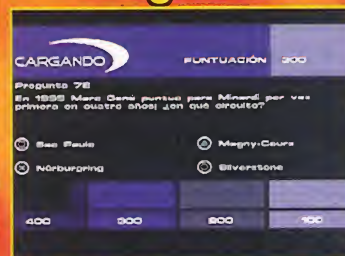 CARGANDO
PUNTUACIÓN 300
Pregunta 78
En 1999 Marc Gené puntuo para Minardi por vez
primera en cuatro años; ¿en qué circuito?
Sao Paulo
Magny-Cours
Nürburgring
Silverstone
400 300 200 100